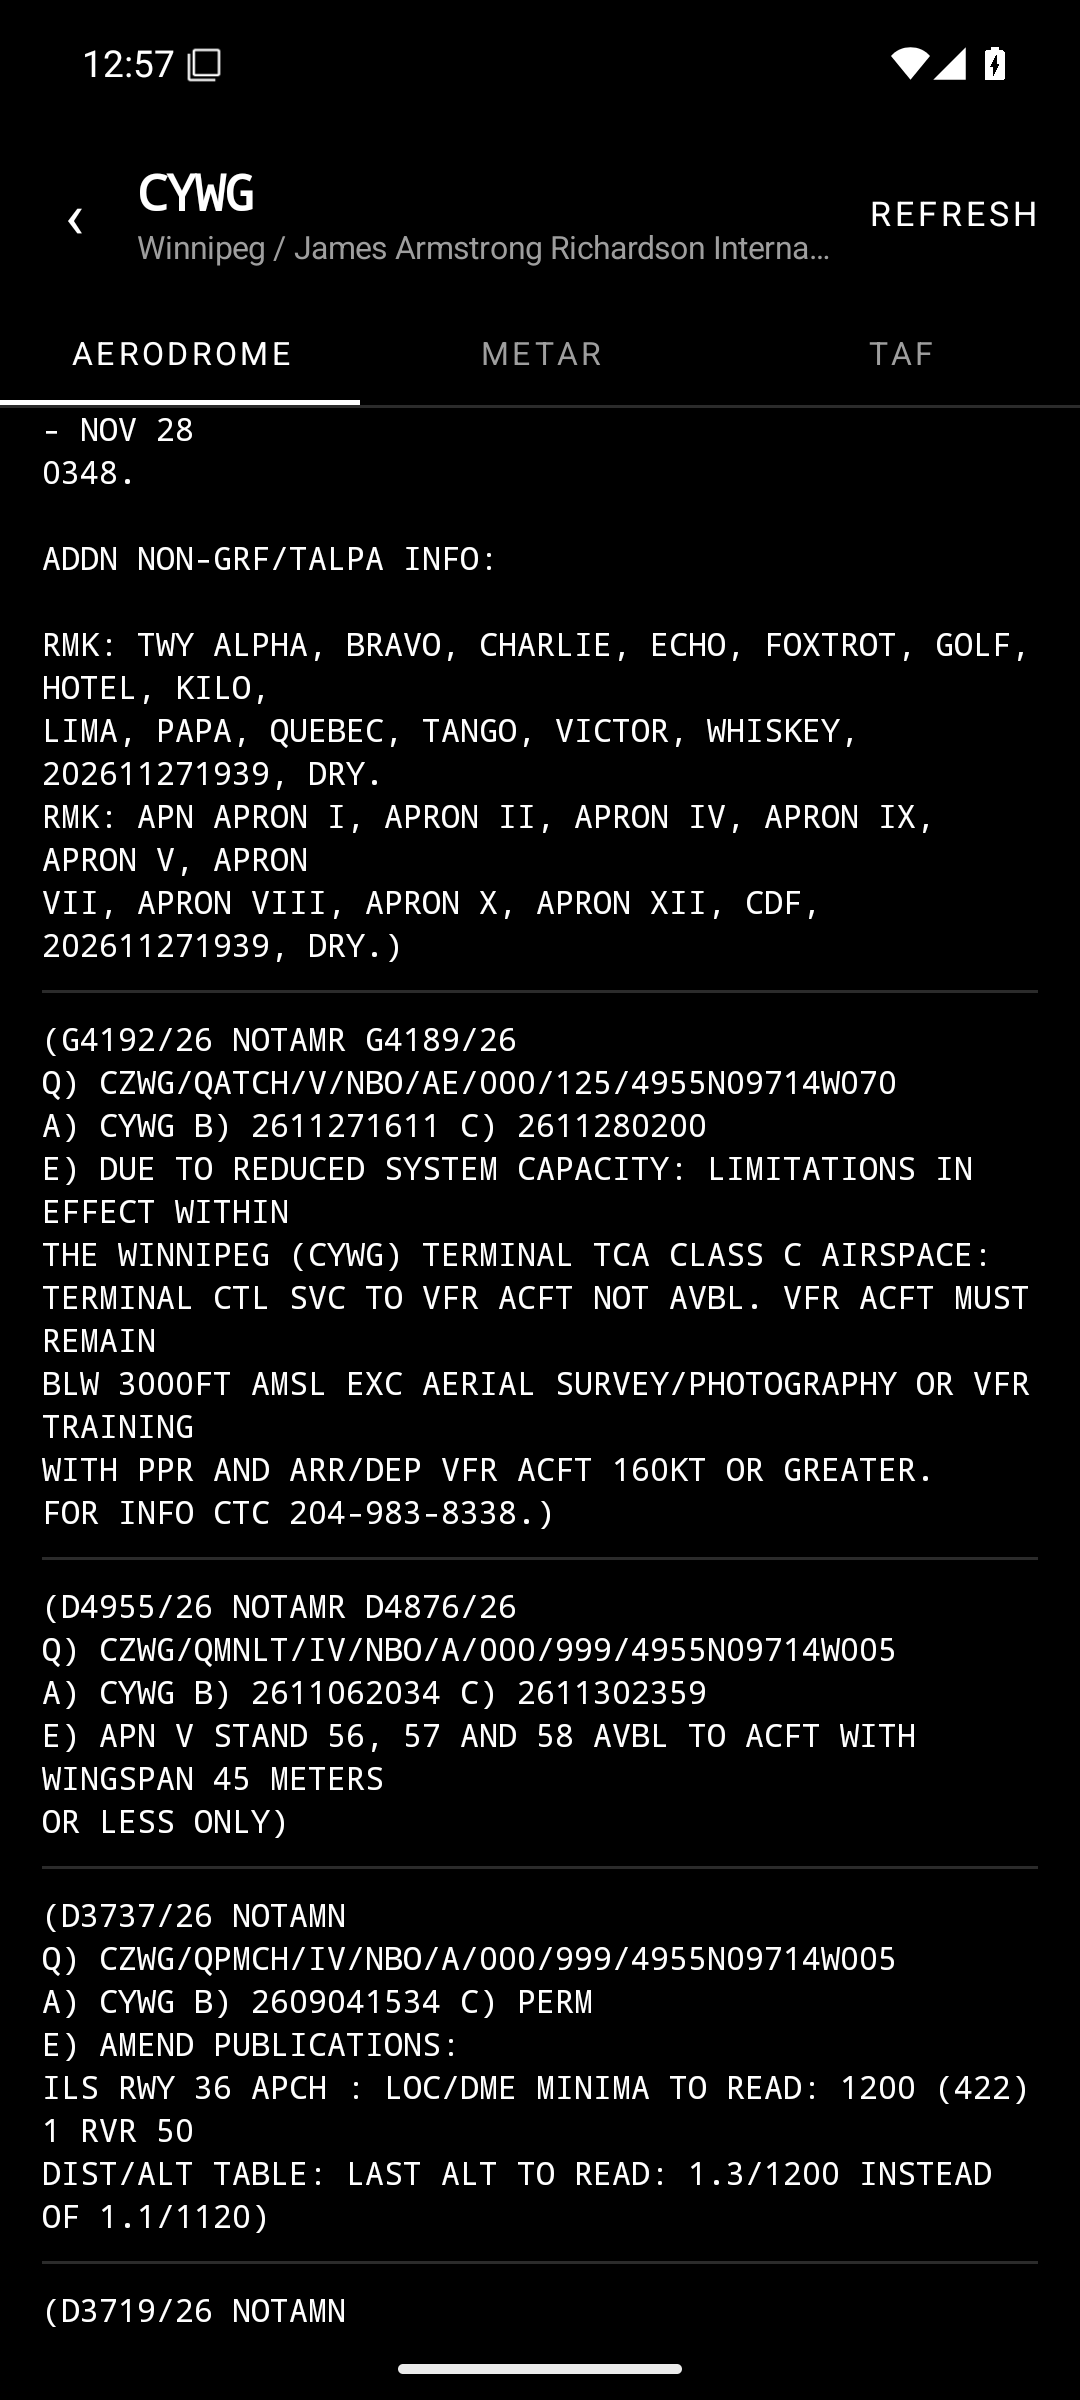 12:57
CYWG
Winnipeg / James Armstrong Richardson Interna…
REFRESH
AERODROME
METAR
TAF
- NOV 28
0348.
ADDN NON-GRF/TALPA INFO:
RMK: TWY ALPHA, BRAVO, CHARLIE, ECHO, FOXTROT, GOLF,
HOTEL, KILO,
LIMA, PAPA, QUEBEC, TANGO, VICTOR, WHISKEY,
202611271939, DRY.
RMK: APN APRON I, APRON II, APRON IV, APRON IX,
APRON V, APRON
VII, APRON VIII, APRON X, APRON XII, CDF,
202611271939, DRY.)
(G4192/26 NOTAMR G4189/26
Q) CZWG/QATCH/V/NBO/AE/000/125/4955N09714W070
A) CYWG B) 2611271611 C) 2611280200
E) DUE TO REDUCED SYSTEM CAPACITY: LIMITATIONS IN
EFFECT WITHIN
THE WINNIPEG (CYWG) TERMINAL TCA CLASS C AIRSPACE:
TERMINAL CTL SVC TO VFR ACFT NOT AVBL. VFR ACFT MUST
REMAIN
BLW 3000FT AMSL EXC AERIAL SURVEY/PHOTOGRAPHY OR VFR
TRAINING
WITH PPR AND ARR/DEP VFR ACFT 160KT OR GREATER.
FOR INFO CTC 204-983-8338.)
(D4955/26 NOTAMR D4876/26
Q) CZWG/QMNLT/IV/NBO/A/000/999/4955N09714W005
A) CYWG B) 2611062034 C) 2611302359
E) APN V STAND 56, 57 AND 58 AVBL TO ACFT WITH
WINGSPAN 45 METERS
OR LESS ONLY)
(D3737/26 NOTAMN
Q) CZWG/QPMCH/IV/NBO/A/000/999/4955N09714W005
A) CYWG B) 2609041534 C) PERM
E) AMEND PUBLICATIONS:
ILS RWY 36 APCH : LOC/DME MINIMA TO READ: 1200 (422)
1 RVR 50
DIST/ALT TABLE: LAST ALT TO READ: 1.3/1200 INSTEAD
OF 1.1/1120)
(D3719/26 NOTAMN